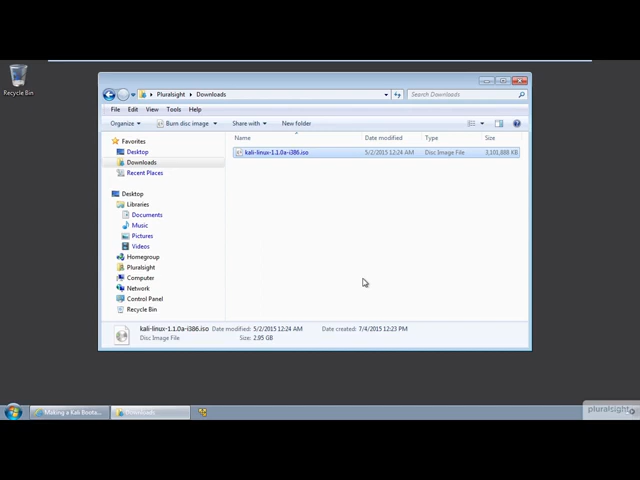 Recycle Bin
Pluralsight
Downloads
Search Downloads
File Edit View Tools Help
Organize Burn disc image Share with New folder
Name Date modified Type Size
kali-linux-1.1.0a-i386.iso 5/2/2015 12:24 AM Disc Image File 3,101,888 KB
Favorites
Desktop
Downloads
Recent Places
Desktop
Libraries
Documents
Music
Pictures
Videos
Homegroup
Pluralsight
Computer
Network
Control Panel
Recycle Bin
kali-linux-1.1.0a-i386.iso Date modified: 5/2/2015 12:24 AM Date created: 7/4/2015 12:23 PM
Disc Image File Size: 2.95 GB
Making a Kali Boota... Downloads
pluralsight